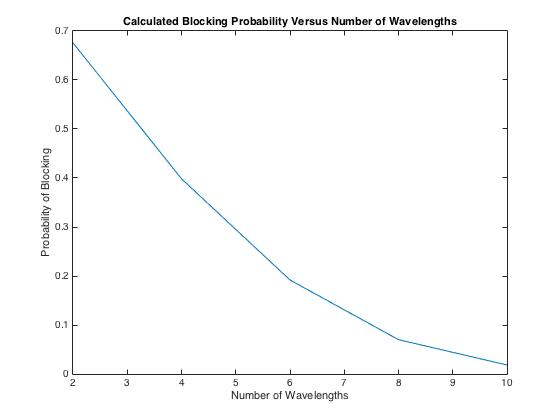 Calculated Blocking Probability Versus Number of Wavelengths
0.7
0.6
0.5
0.4
0.3
0.2
0.1
0
Probability of Blocking
2 3 4 5 6 7 8 9 10
Number of Wavelengths